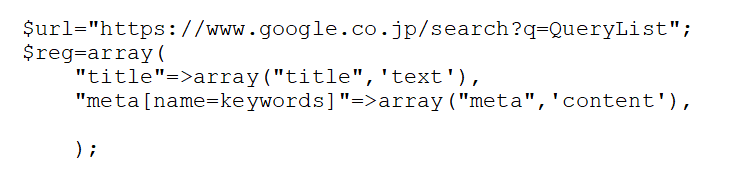 $url="https://www.google.co.jp/search?q=QueryList";
$reg=array(
    "title"=>array("title",'text'),
    "meta[name=keywords]"=>array("meta",'content'),
    );